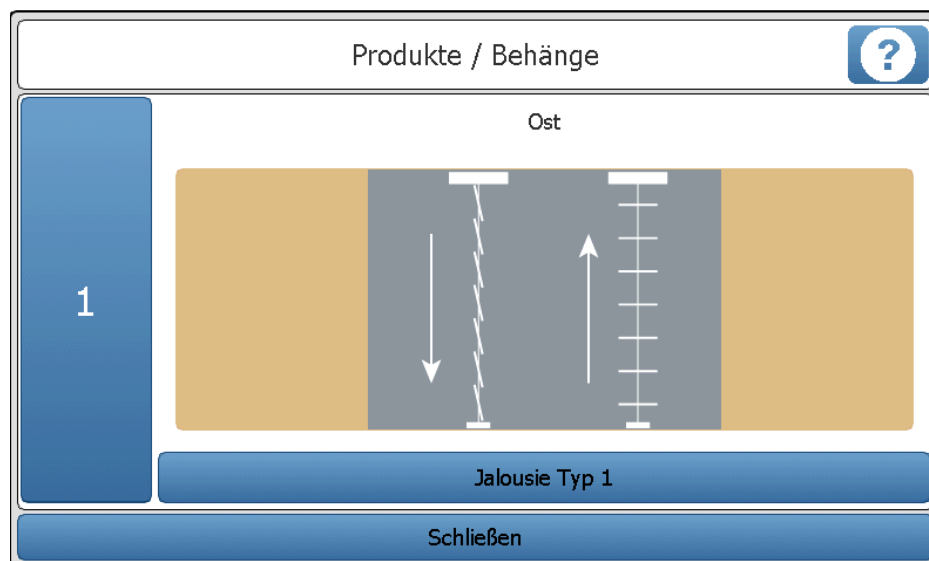 Produkte / Behänge
?
Ost
1
Jalousie Typ 1
Schließen